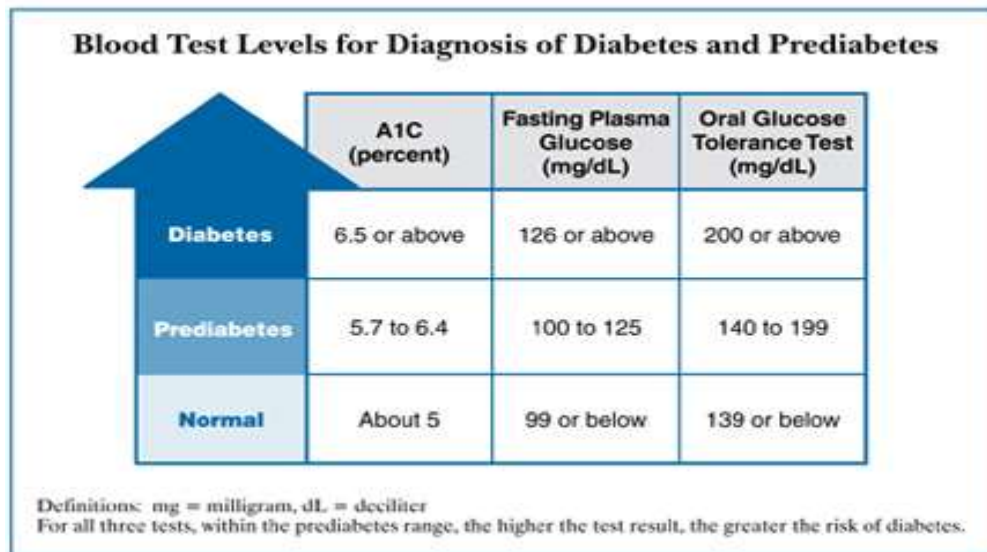 Blood Test Levels for Diagnosis of Diabetes and Prediabetes
A1C
(percent)
Fasting Plasma
Glucose
(mg/dL)
Oral Glucose
Tolerance Test
(mg/dL)
Diabetes
6.5 or above
126 or above
200 or above
Prediabetes
5.7 to 6.4
100 to 125
140 to 199
Normal
About 5
99 or below
139 or below
Definitions: mg = milligram, dL = deciliter
For all three tests, within the prediabetes range, the higher the test result, the greater the risk of diabetes.